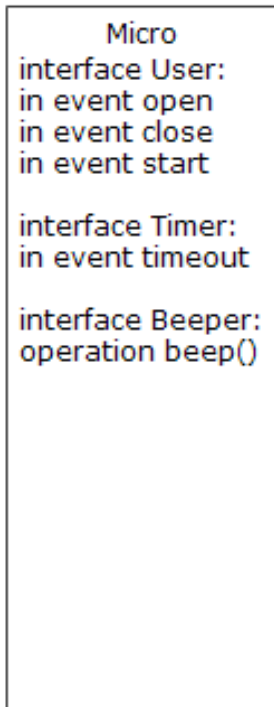 Micro
interface User:
in event open
in event close
in event start
interface Timer:
in event timeout
interface Beeper:
operation beep()